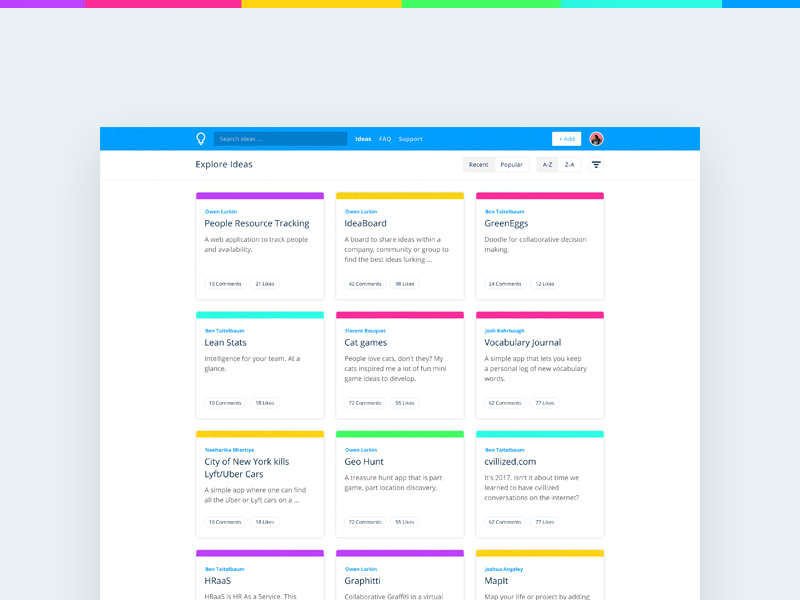 Search ideas ...
Ideas FAQ Support
+ Add
Explore Ideas
Recent Popular A-Z Z-A
Owen Larkin
People Resource Tracking
A web application to track people
and availability.
10 Comments 21 Likes
Owen Larkin
IdeaBoard
A board to share ideas within a
company, community or group to
find the best ideas lurking ...
42 Comments 98 Likes
Ben Taitelbaum
GreenEggs
Doodle for collaborative decision
making.
24 Comments 12 Likes
Ben Taitelbaum
Lean Stats
Intelligence for your team. At a
glance.
10 Comments 18 Likes
Florent Bouquet
Cat games
People love cats, don't they? My
cats inspired me a lot of fun mini
game ideas to develop.
72 Comments 55 Likes
Josh Rohrbaugh
Vocabulary Journal
A simple app that lets you keep
a personal log of new vocabulary
words.
62 Comments 77 Likes
Neeharika Bhartiya
City of New York kills
Lyft/Uber Cars
A simple app where one can find
all the Uber or Lyft cars on a ...
10 Comments 18 Likes
Owen Larkin
Geo Hunt
A treasure hunt app that is part
game, part location discovery.
72 Comments 55 Likes
Ben Taitelbaum
cvillized.com
It's 2017. Isn't it about time we
learned to have cvilized
conversations on the internet?
62 Comments 77 Likes
Ben Taitelbaum
HRaaS
HRaaS is HR As a Service. This
Owen Larkin
Graphitti
Collaborative Graffiti in a virtual
Joshua Angeley
MapIt
Map your life or project by adding